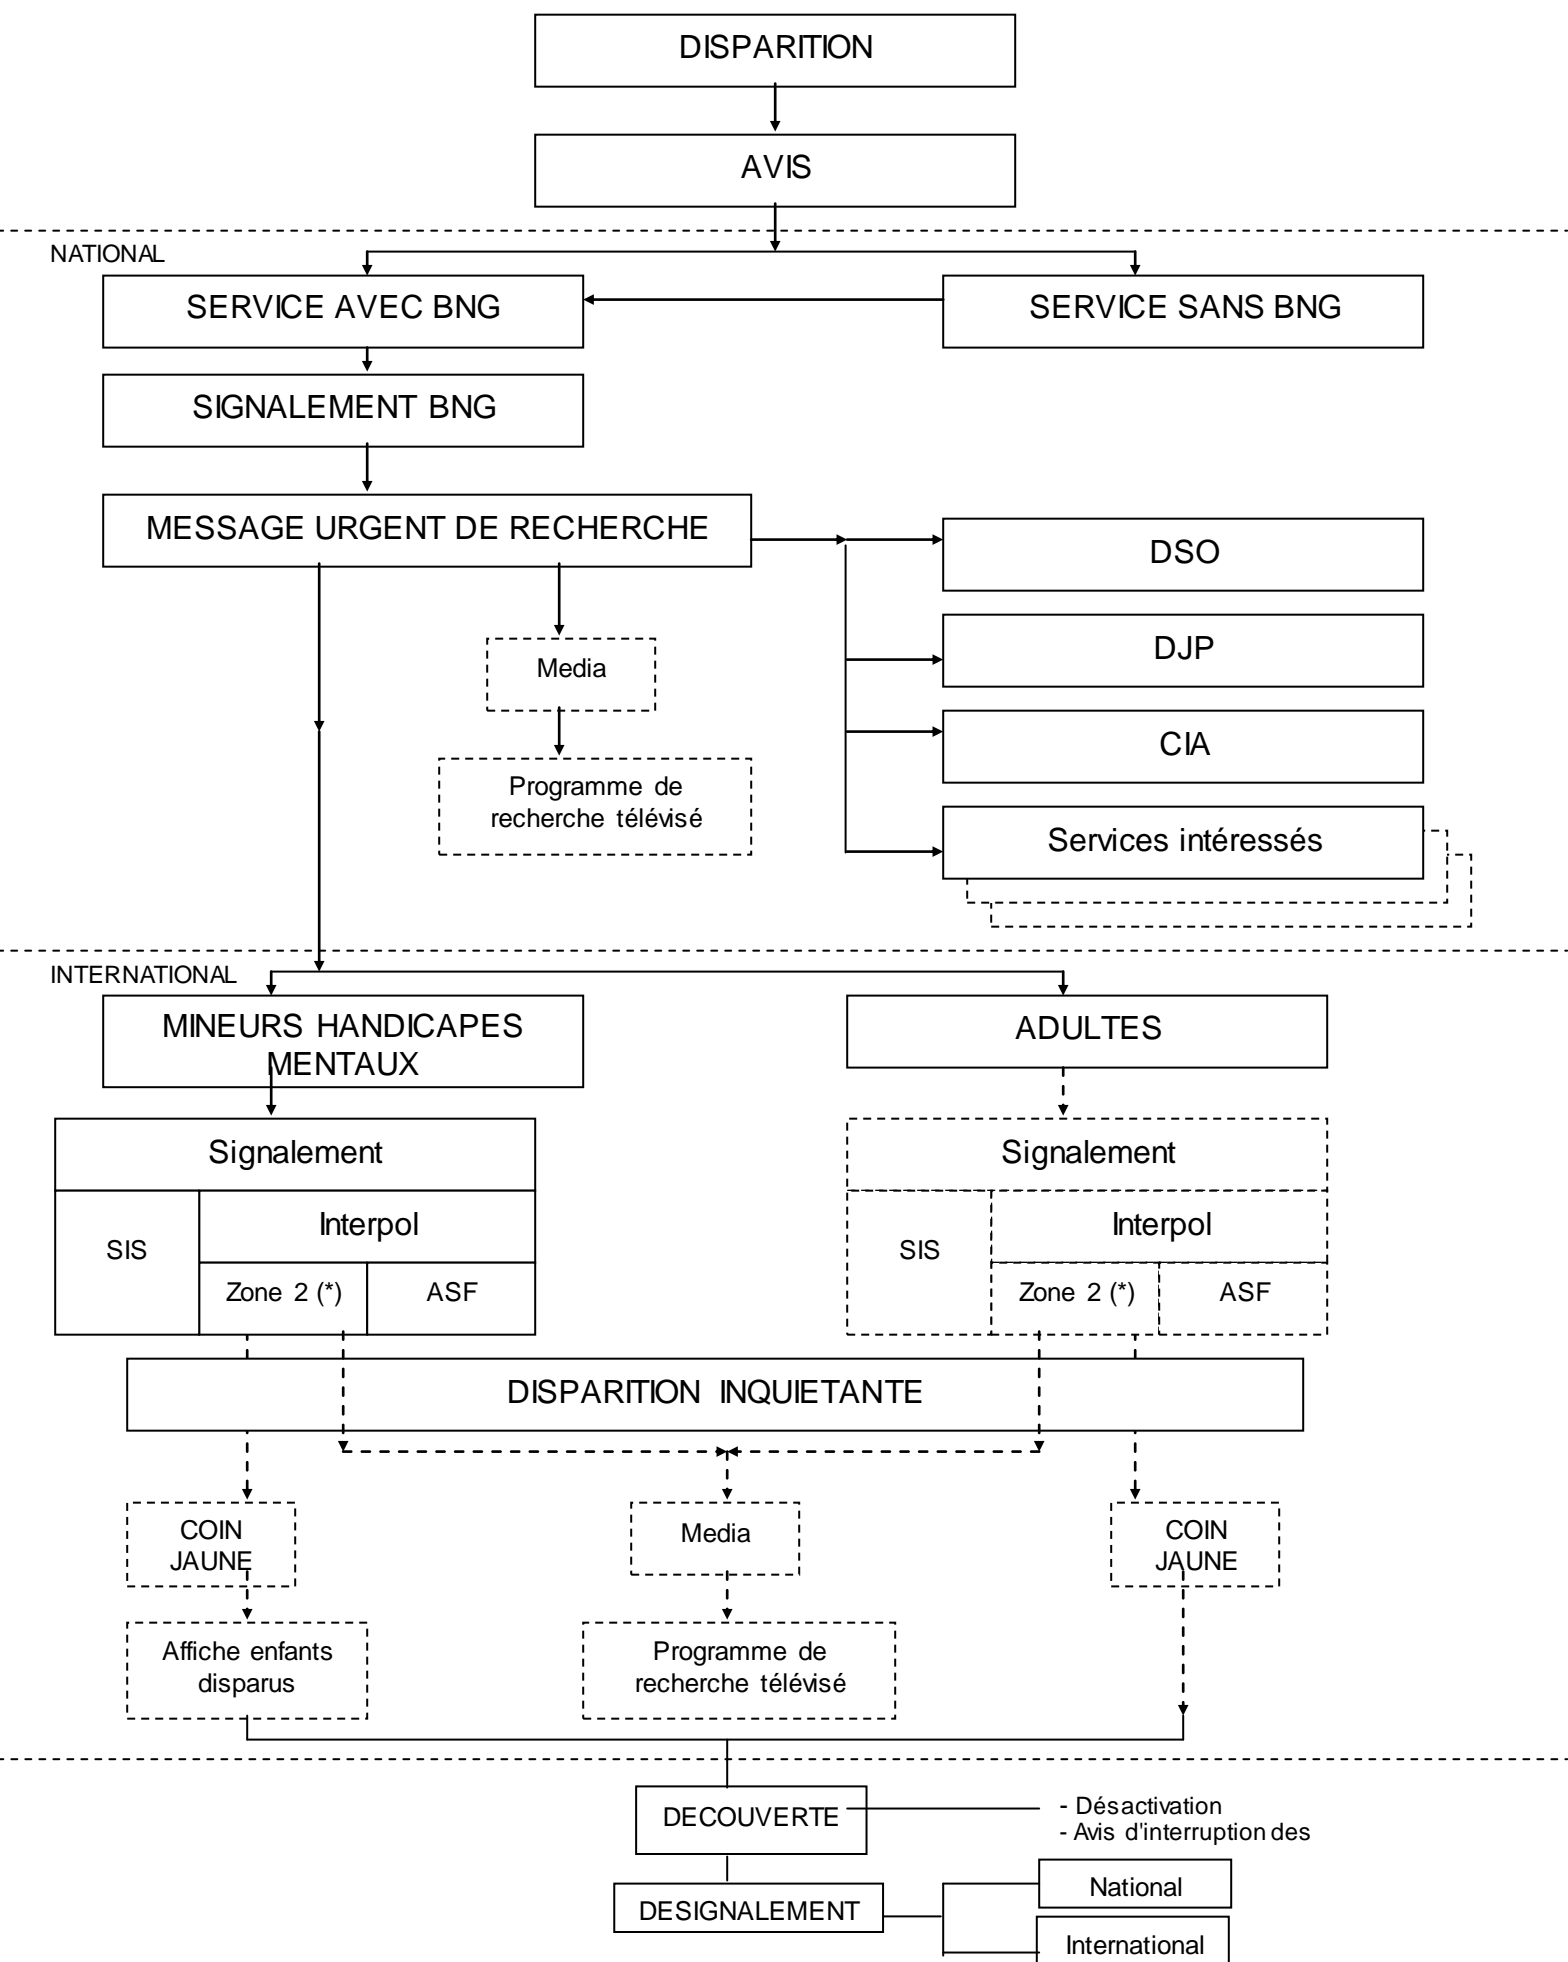 DISPARITION
AVIS
NATIONAL
SERVICE AVEC BNG
SERVICE SANS BNG
SIGNALEMENT BNG
MESSAGE URGENT DE RECHERCHE
DSO
Media
DJP
CIA
Programme de
recherche télévisé
Services intéressés
INTERNATIONAL
MINEURS HANDICAPES
MENTAUX
ADULTES
Signalement
SIS
Interpol
Zone 2 (*)
ASF
Signalement
SIS
Interpol
Zone 2 (*)
ASF
DISPARITION INQUIETANTE
COIN
JAUNE
Media
COIN
JAUNE
Affiche enfants
disparus
Programme de
recherche télévisé
DECOUVERTE
- Désactivation
- Avis d'interruption des
DESIGNALEMENT
National
International